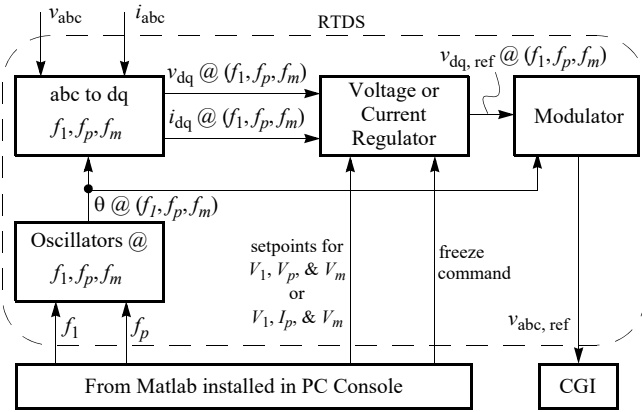 v_abc
i_abc
RTDS
abc to dq
f_1, f_p, f_m
v_dq @ (f_1, f_p, f_m)
i_dq @ (f_1, f_p, f_m)
Voltage or
Current
Regulator
v_dq, ref @ (f_1, f_p, f_m)
Modulator
θ @ (f_I, f_p, f_m)
Oscillators @
f_1, f_p, f_m
setpoints for
V_1, V_p, & V_m
or
V_1, I_p, & V_m
freeze
command
f_1
f_p
v_abc, ref
From Matlab installed in PC Console
CGI